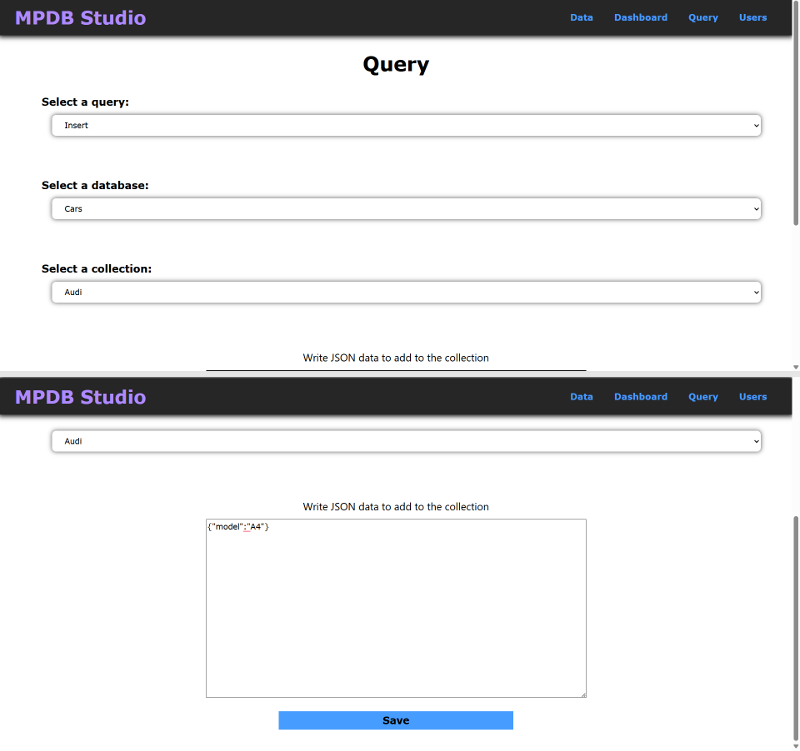 MPDB Studio Data Dashboard Query Users
Query
Select a query:
Insert
Select a database:
Cars
Select a collection:
Audi
Write JSON data to add to the collection
MPDB Studio Data Dashboard Query Users
Audi
Write JSON data to add to the collection
{"model":"A4"}
Save